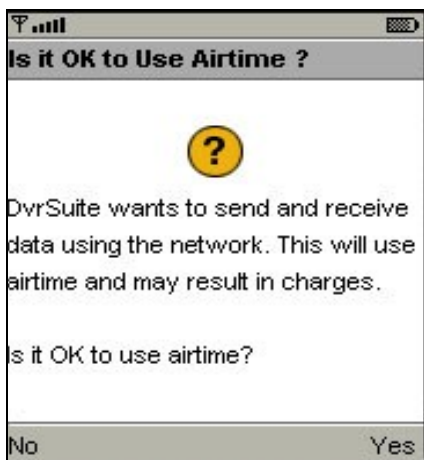 Is it OK to Use Airtime ?
?
DvrSuite wants to send and receive
data using the network. This will use
airtime and may result in charges.
Is it OK to use airtime?
No Yes